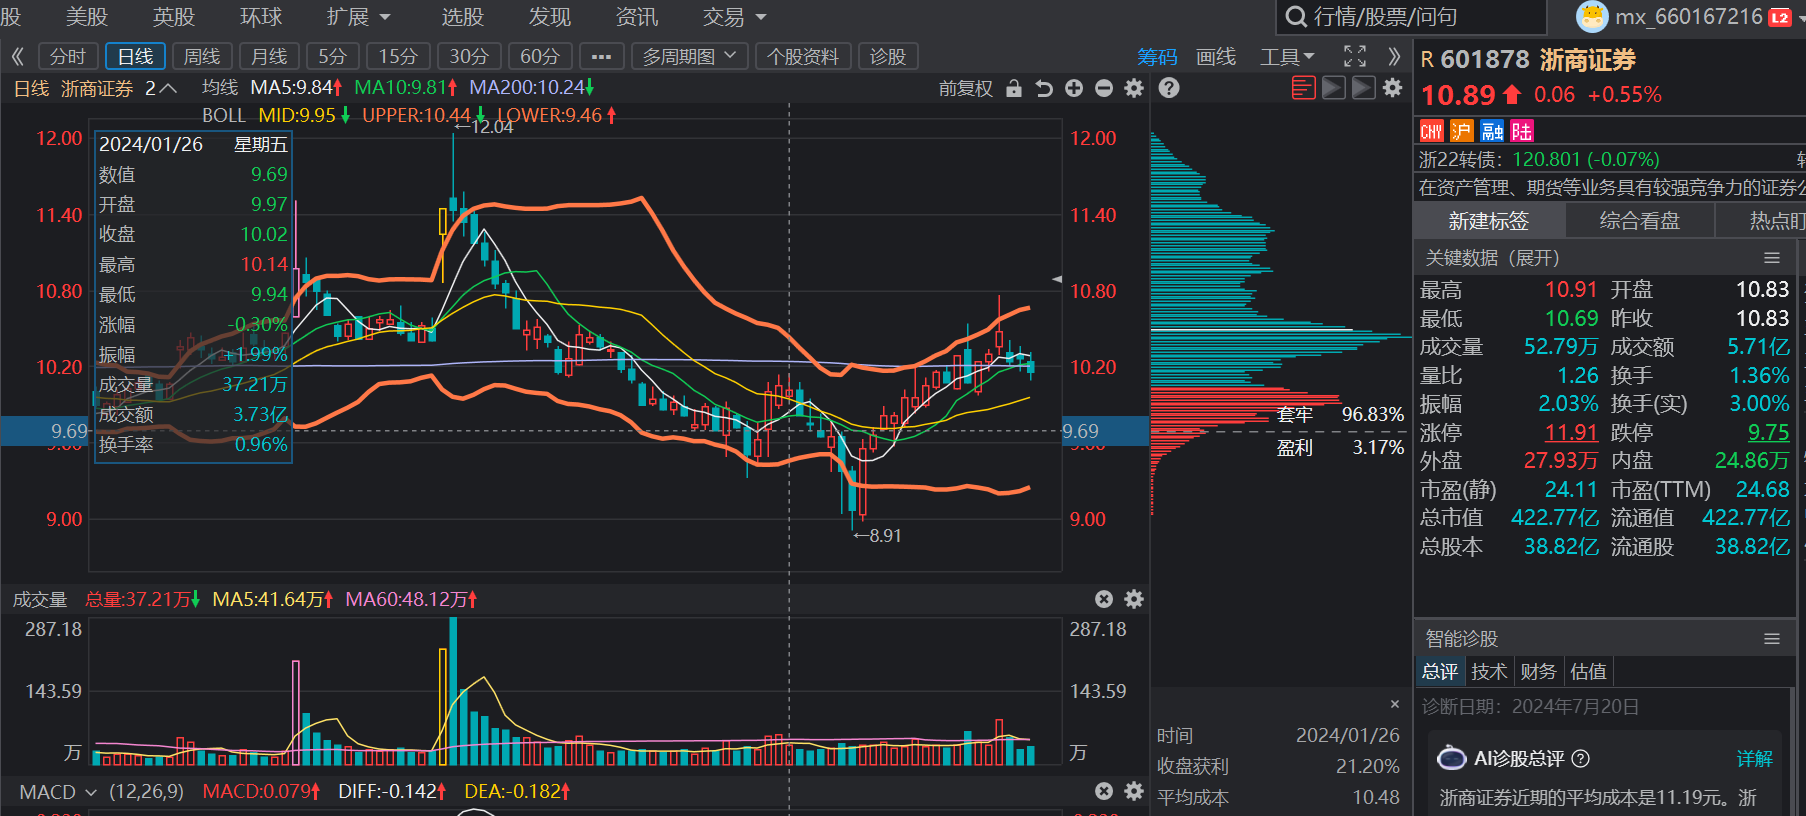 股 美股 英股 环球 扩展 选股 发现 资讯 交易 行情/股票/问句 mx_660167216 L2
分时 日线 周线 月线 5分 15分 30分 60分 ... 多周期图 个股资料 诊股 筹码 画线 工具
R 601878 浙商证券
日线 浙商证券 2 均线 MA5:9.84 MA10:9.81 MA200:10.24 前复权
10.89 0.06 +0.55%
BOLL MID:9.95 UPPER:10.44 LOWER:9.46
CNY 沪 融 陆
浙22转债：120.801 (-0.07%)
在资产管理、期货等业务具有较强竞争力的证券公
新建标签 综合看盘 热点盯
12.00
11.40
10.80
10.20
9.69
9.00
←12.04
←8.91
2024/01/26 星期五
数值 9.69
开盘 9.97
收盘 10.02
最高 10.14
最低 9.94
涨幅 -0.30%
振幅 +1.99%
成交量 37.21万
成交额 3.73亿
换手率 0.96%
12.00
11.40
10.80
10.20
9.69
9.00
套牢 96.83%
盈利 3.17%
关键数据（展开）
最高 10.91 开盘 10.83
最低 10.69 昨收 10.83
成交量 52.79万 成交额 5.71亿
量比 1.26 换手 1.36%
振幅 2.03% 换手(实) 3.00%
涨停 11.91 跌停 9.75
外盘 27.93万 内盘 24.86万
市盈(静) 24.11 市盈(TTM) 24.68
总市值 422.77亿 流通值 422.77亿
总股本 38.82亿 流通股 38.82亿
成交量 总量:37.21万 MA5:41.64万 MA60:48.12万
287.18
143.59
万
287.18
143.59
万
时间 2024/01/26
收盘获利 21.20%
平均成本 10.48
MACD (12,26,9) MACD:0.079 DIFF:-0.142 DEA:-0.182
智能诊股
总评 技术 财务 估值
诊断日期：2024年7月20日
AI诊股总评 详解
浙商证券近期的平均成本是11.19元。浙